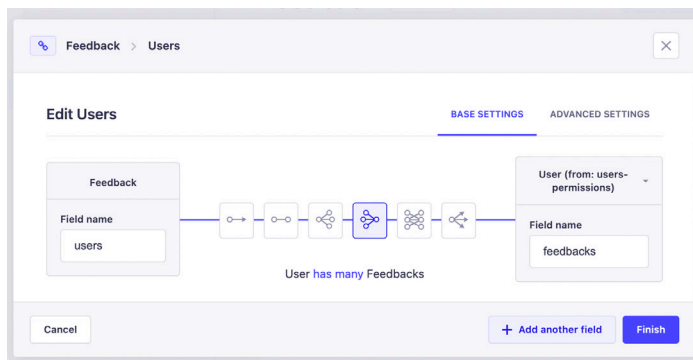 Feedback > Users
Edit Users
BASE SETTINGS
ADVANCED SETTINGS
Feedback
Field name
users
User (from: users-
permissions)
Field name
feedbacks
User has many Feedbacks
Cancel
+ Add another field
Finish